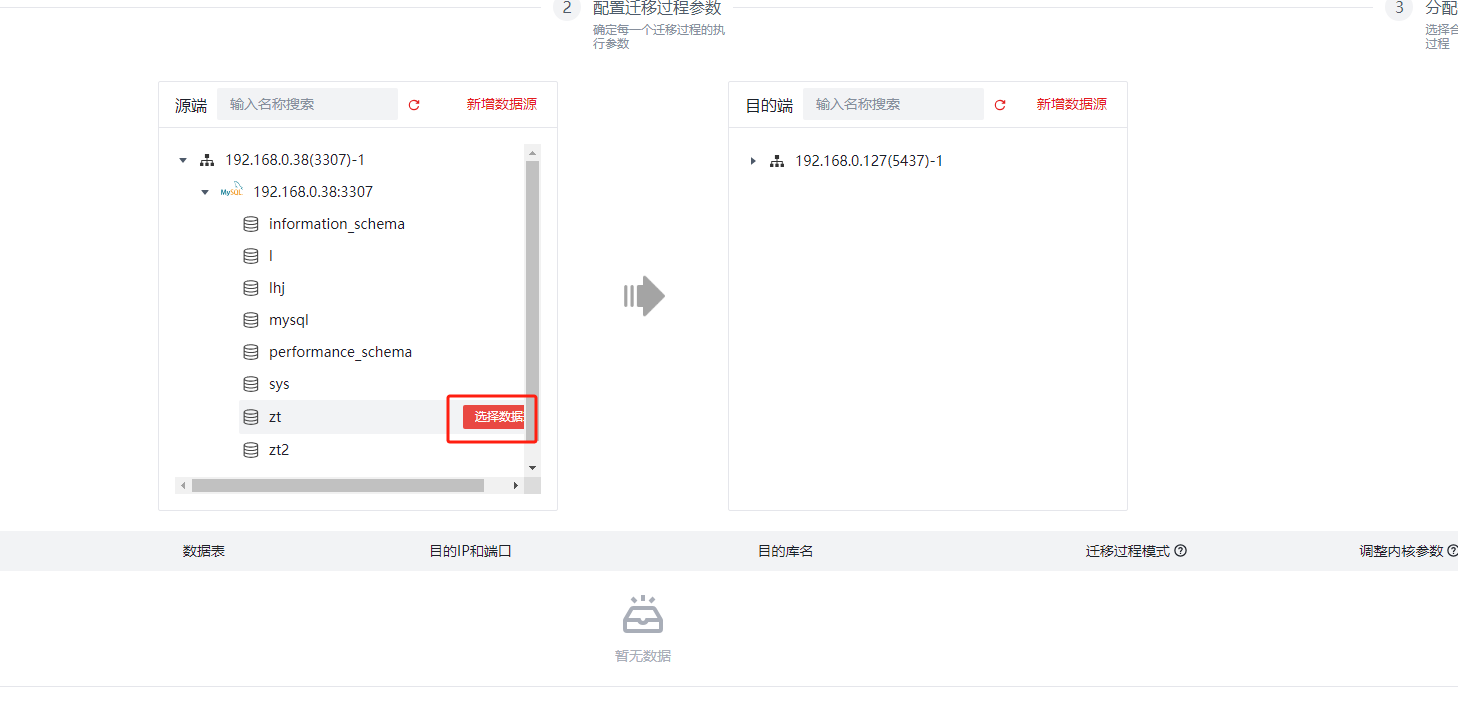 2 配置迁移过程参数
确定每一个迁移过程的执
行参数
3 分配
选择合
过程
源端 输入名称搜索 新增数据源
192.168.0.38(3307)-1
MySQL 192.168.0.38:3307
information_schema
l
lhj
mysql
performance_schema
sys
zt 选择数据
zt2
目的端 输入名称搜索 新增数据源
192.168.0.127(5437)-1
数据表 目的IP和端口 目的库名 迁移过程模式 调整内核参数
暂无数据